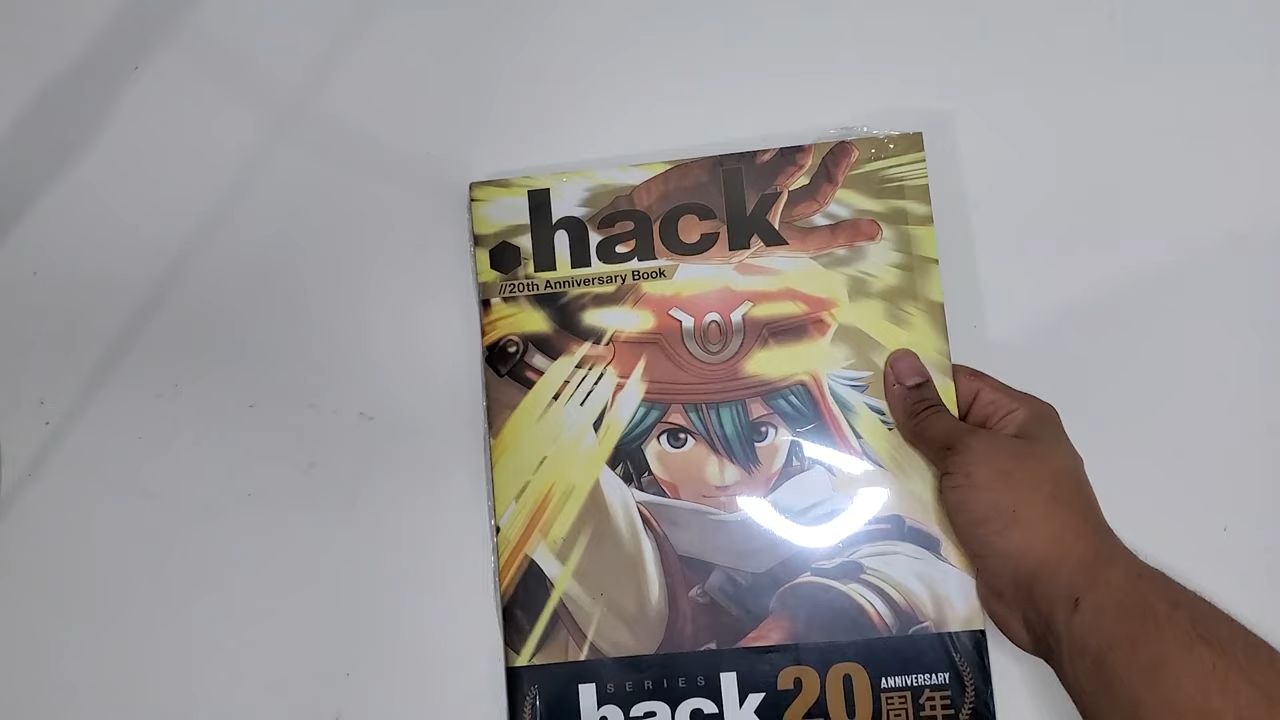 .hack
//20th Anniversary Book
SERIES
hack 20 ANNIVERSARY
周年